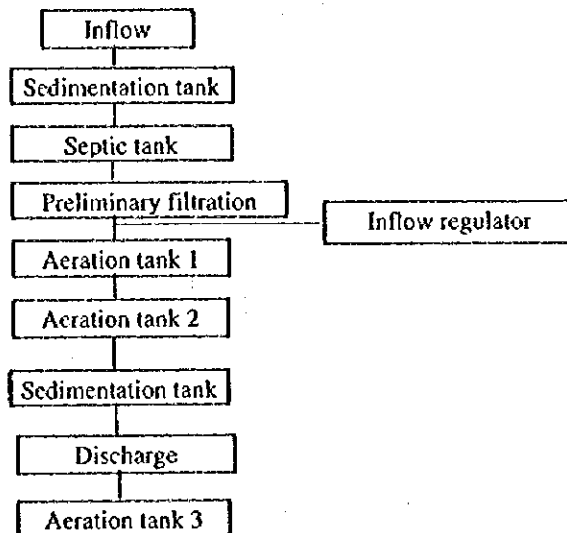 Inflow
Sedimentation tank
Septic tank
Preliminary filtration
Inflow regulator
Aeration tank 1
Aeration tank 2
Sedimentation tank
Discharge
Aeration tank 3